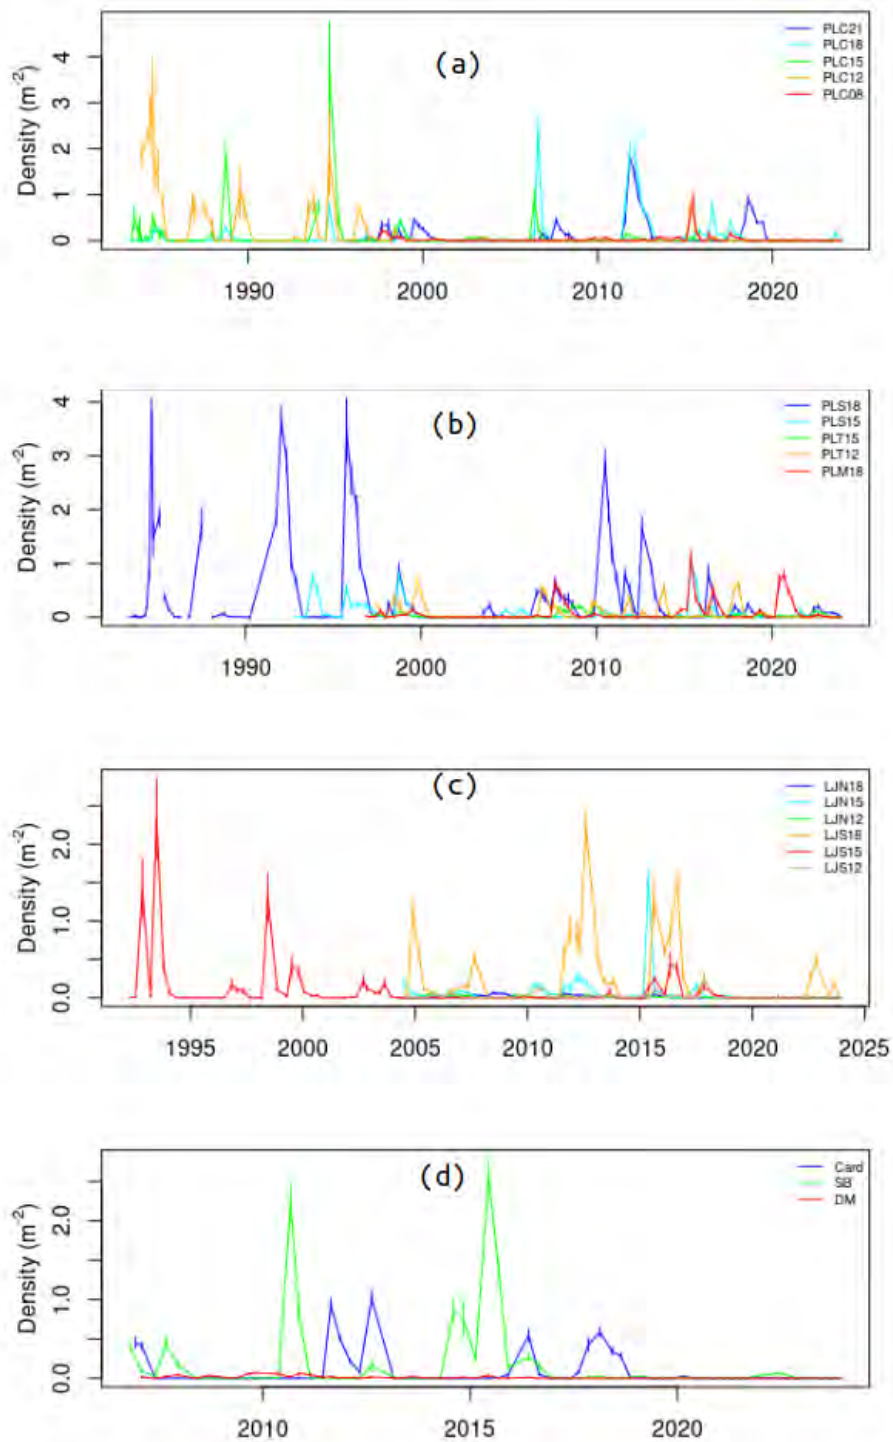 (a)
PLC21
PLC18
PLC15
PLC12
PLC08
Density (m⁻²)
4
3
2
1
0
1990 2000 2010 2020
(b)
PLS18
PLS15
PLT15
PLT12
PLM18
Density (m⁻²)
4
3
2
1
0
1990 2000 2010 2020
(c)
LJN18
LJN15
LJN12
LJS18
LJS15
LJS12
Density (m⁻²)
2.0
1.0
0.0
1995 2000 2005 2010 2015 2020 2025
(d)
Card
SB
DM
Density (m⁻²)
2.0
1.0
0.0
2010 2015 2020